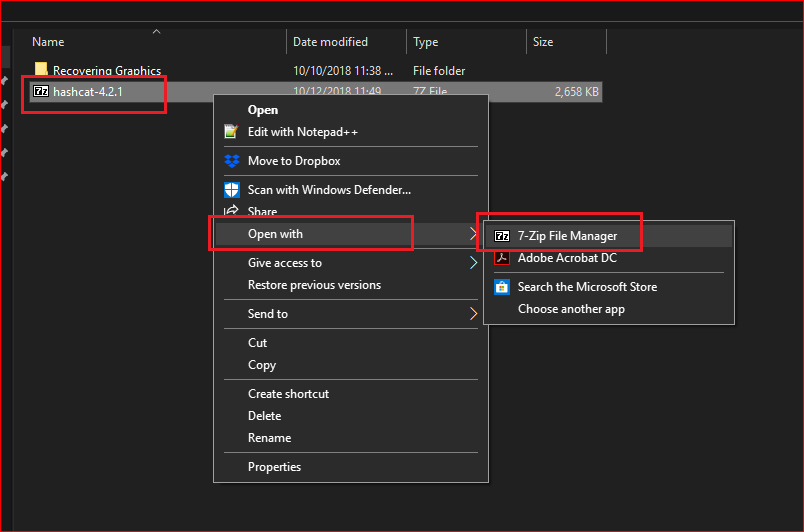 Name Date modified Type Size
Recovering Graphics 10/10/2018 11:38 ... File folder
7z hashcat-4.2.1 10/12/2018 11:49 7Z File 2,658 KB
Open
Edit with Notepad++
Move to Dropbox
Scan with Windows Defender...
Share
Open with
Give access to
Restore previous versions
Send to
Cut
Copy
Create shortcut
Delete
Rename
Properties
7z 7-Zip File Manager
Adobe Acrobat DC
Search the Microsoft Store
Choose another app